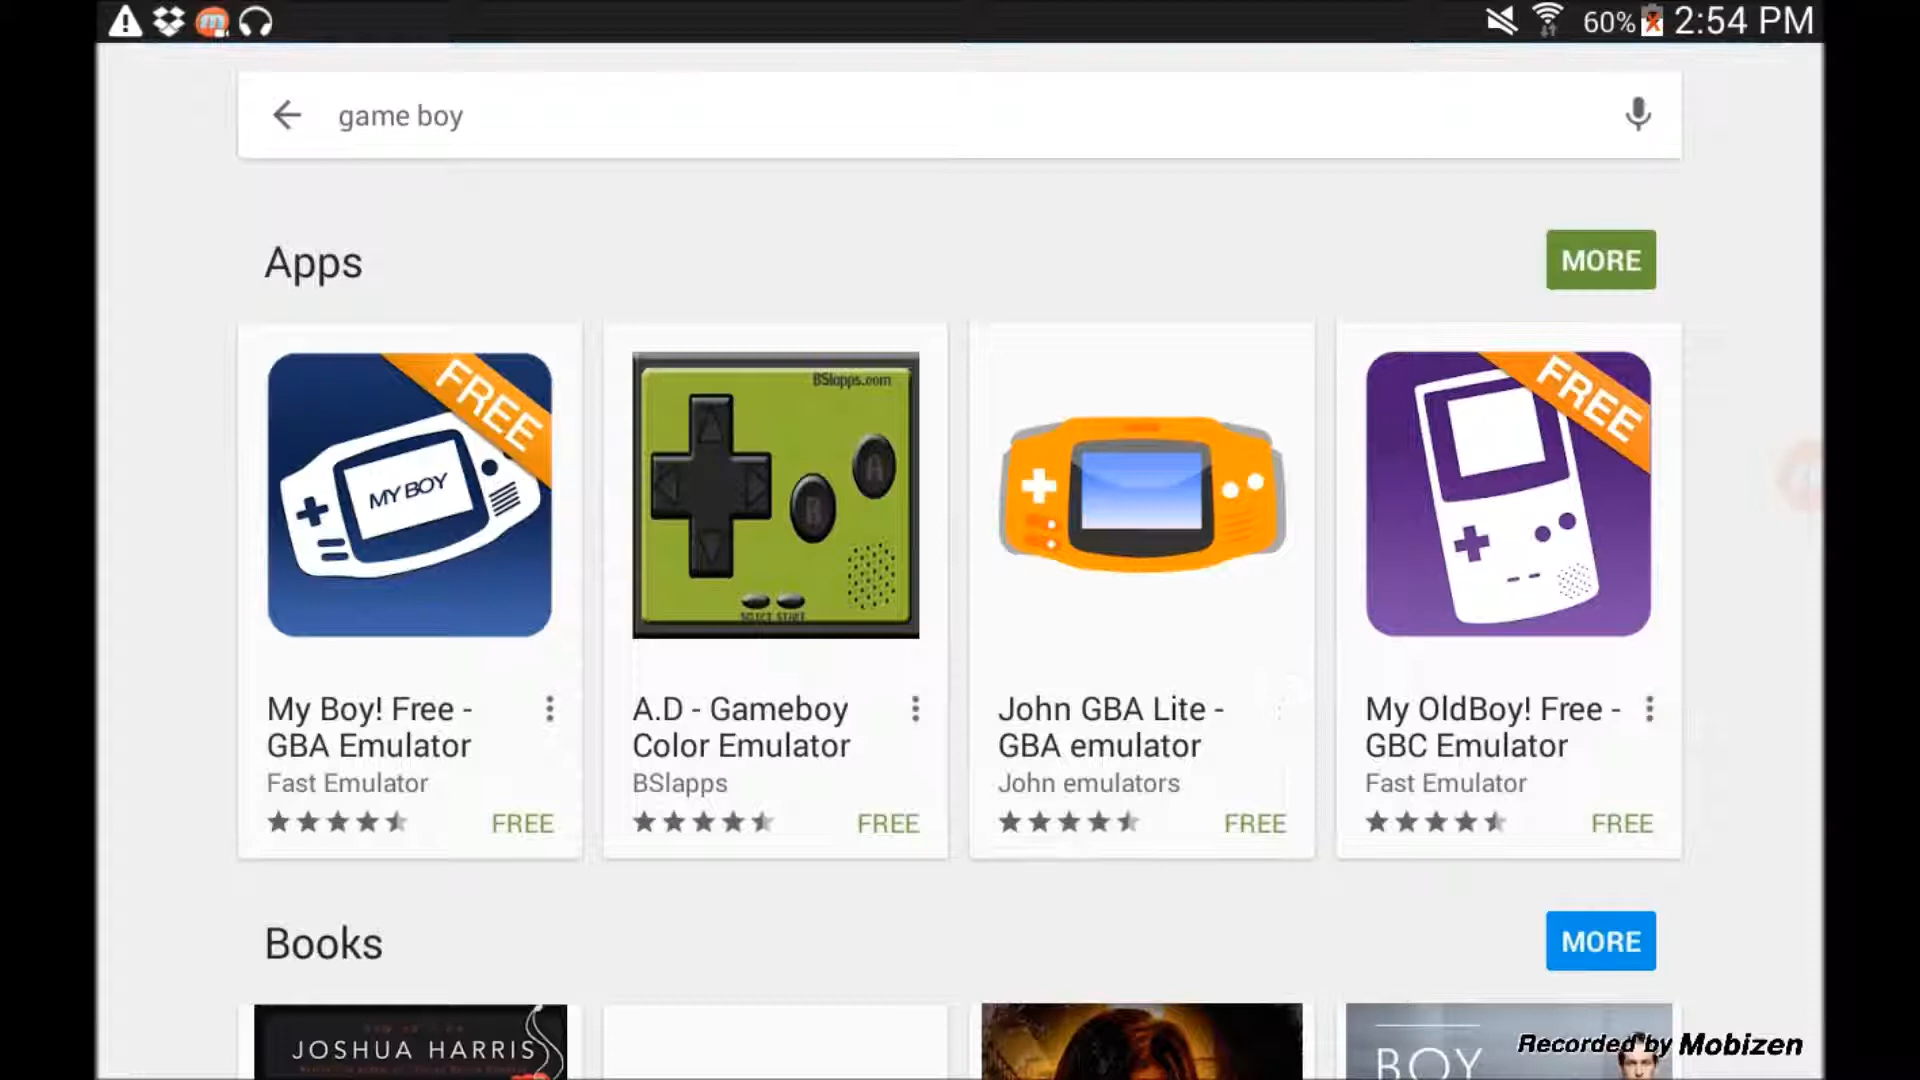 60% 2:54 PM
game boy
Apps
MORE
FREE
MY BOY
BSlapps.com
A
B
SELECT START
FREE
My Boy! Free -
GBA Emulator
Fast Emulator
FREE
A.D - Gameboy
Color Emulator
BSlapps
FREE
John GBA Lite -
GBA emulator
John emulators
FREE
My OldBoy! Free -
GBC Emulator
Fast Emulator
FREE
Books
MORE
JOSHUA HARRIS
BOY
Recorded by Mobizen